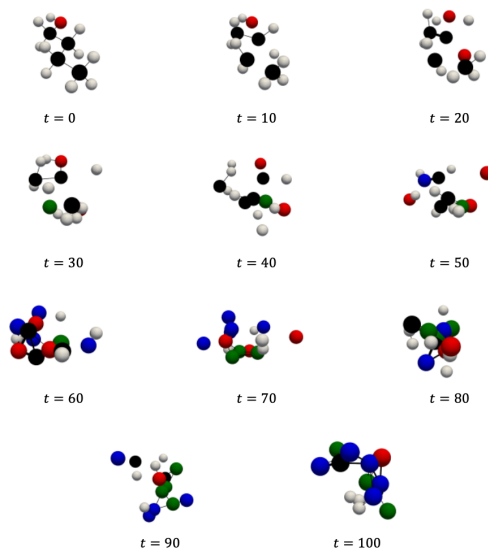 t = 0
t = 10
t = 20
t = 30
t = 40
t = 50
t = 60
t = 70
t = 80
t = 90
t = 100